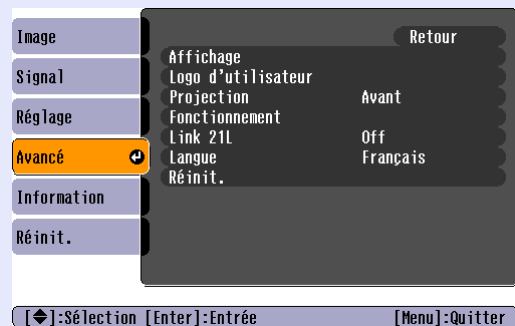 Image
Signal
Réglage
Avancé
Information
Réinit.
Retour
Affichage
Logo d'utilisateur
Projection Avant
Fonctionnement
Link 21L Off
Langue Français
Réinit.
[◆]:Sélection [Enter]:Entrée [Menu]:Quitter